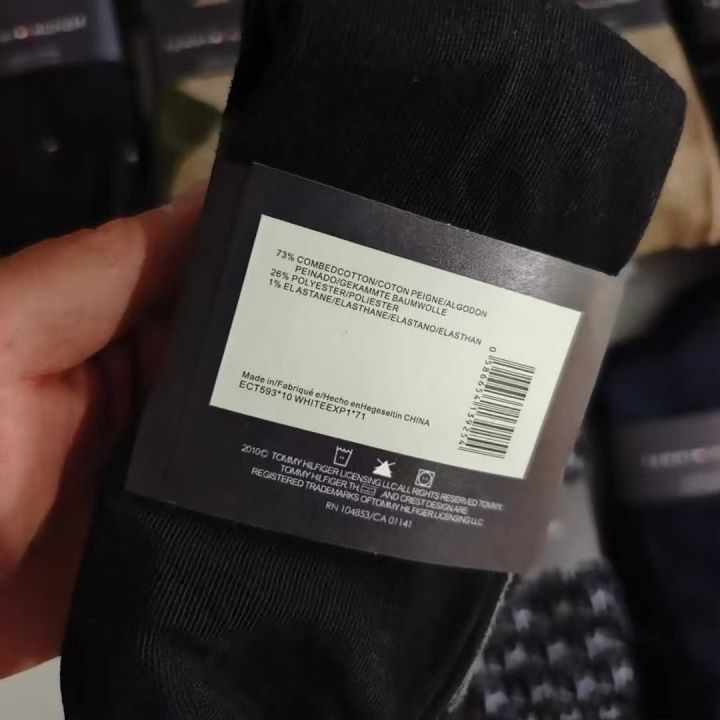 73% COMBEDCOTTON/COTON PEIGNE/ALGODON
PEINADO/GEKAMMTE BAUMWOLLE
26% POLYESTER/POLIESTER
1% ELASTANE/ELASTHANE/ELASTANO/ELASTHAN
Made in/Fabriqué e/Hecho enHegeseltin CHINA
ECT593*10 WHITEEXP1*71
0 58665411392541
2010© TOMMY HILFIGER LICENSING LLC.ALL RIGHTS RESERVED TOMMY.
TOMMY HILFIGER.TH AND CREST DESIGNARE
REGISTERED TRADEMARKS OFTOMMY HILFIGER LICENSING LLC
RN 104853/CA 01141